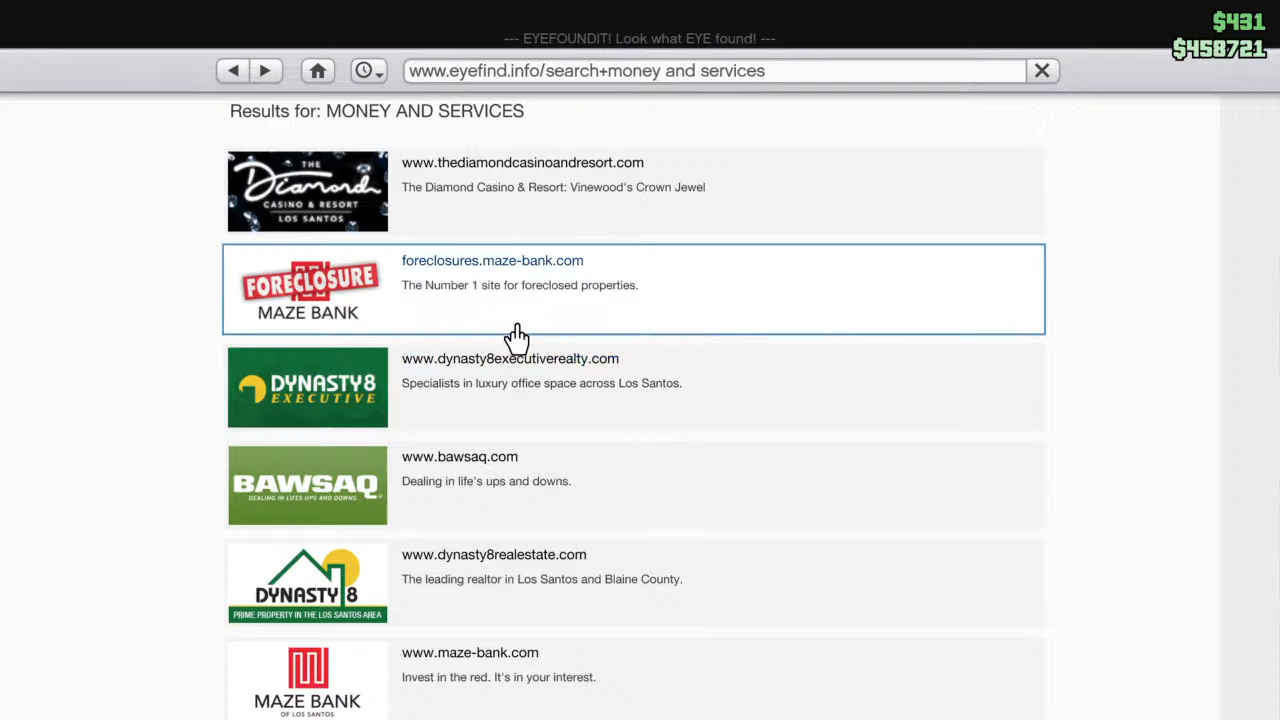 $431
$458721
--- EYEFOUNDIT! Look what EYE found! ---
www.eyefind.info/search+money and services
Results for: MONEY AND SERVICES
THE
Diamond
CASINO & RESORT
LOS SANTOS
www.thediamondcasinoandresort.com
The Diamond Casino & Resort: Vinewood's Crown Jewel
FORECLOSURE
MAZE BANK
foreclosures.maze-bank.com
The Number 1 site for foreclosed properties.
DYNASTY8
EXECUTIVE
www.dynasty8executiverealty.com
Specialists in luxury office space across Los Santos.
BAWSAQ
DEALING IN LIFE'S UPS AND DOWNS
www.bawsaq.com
Dealing in life's ups and downs.
DYNASTY 8
PRIME PROPERTY IN THE LOS SANTOS AREA
www.dynasty8realestate.com
The leading realtor in Los Santos and Blaine County.
MAZE BANK
OF LOS SANTOS
www.maze-bank.com
Invest in the red. It's in your interest.